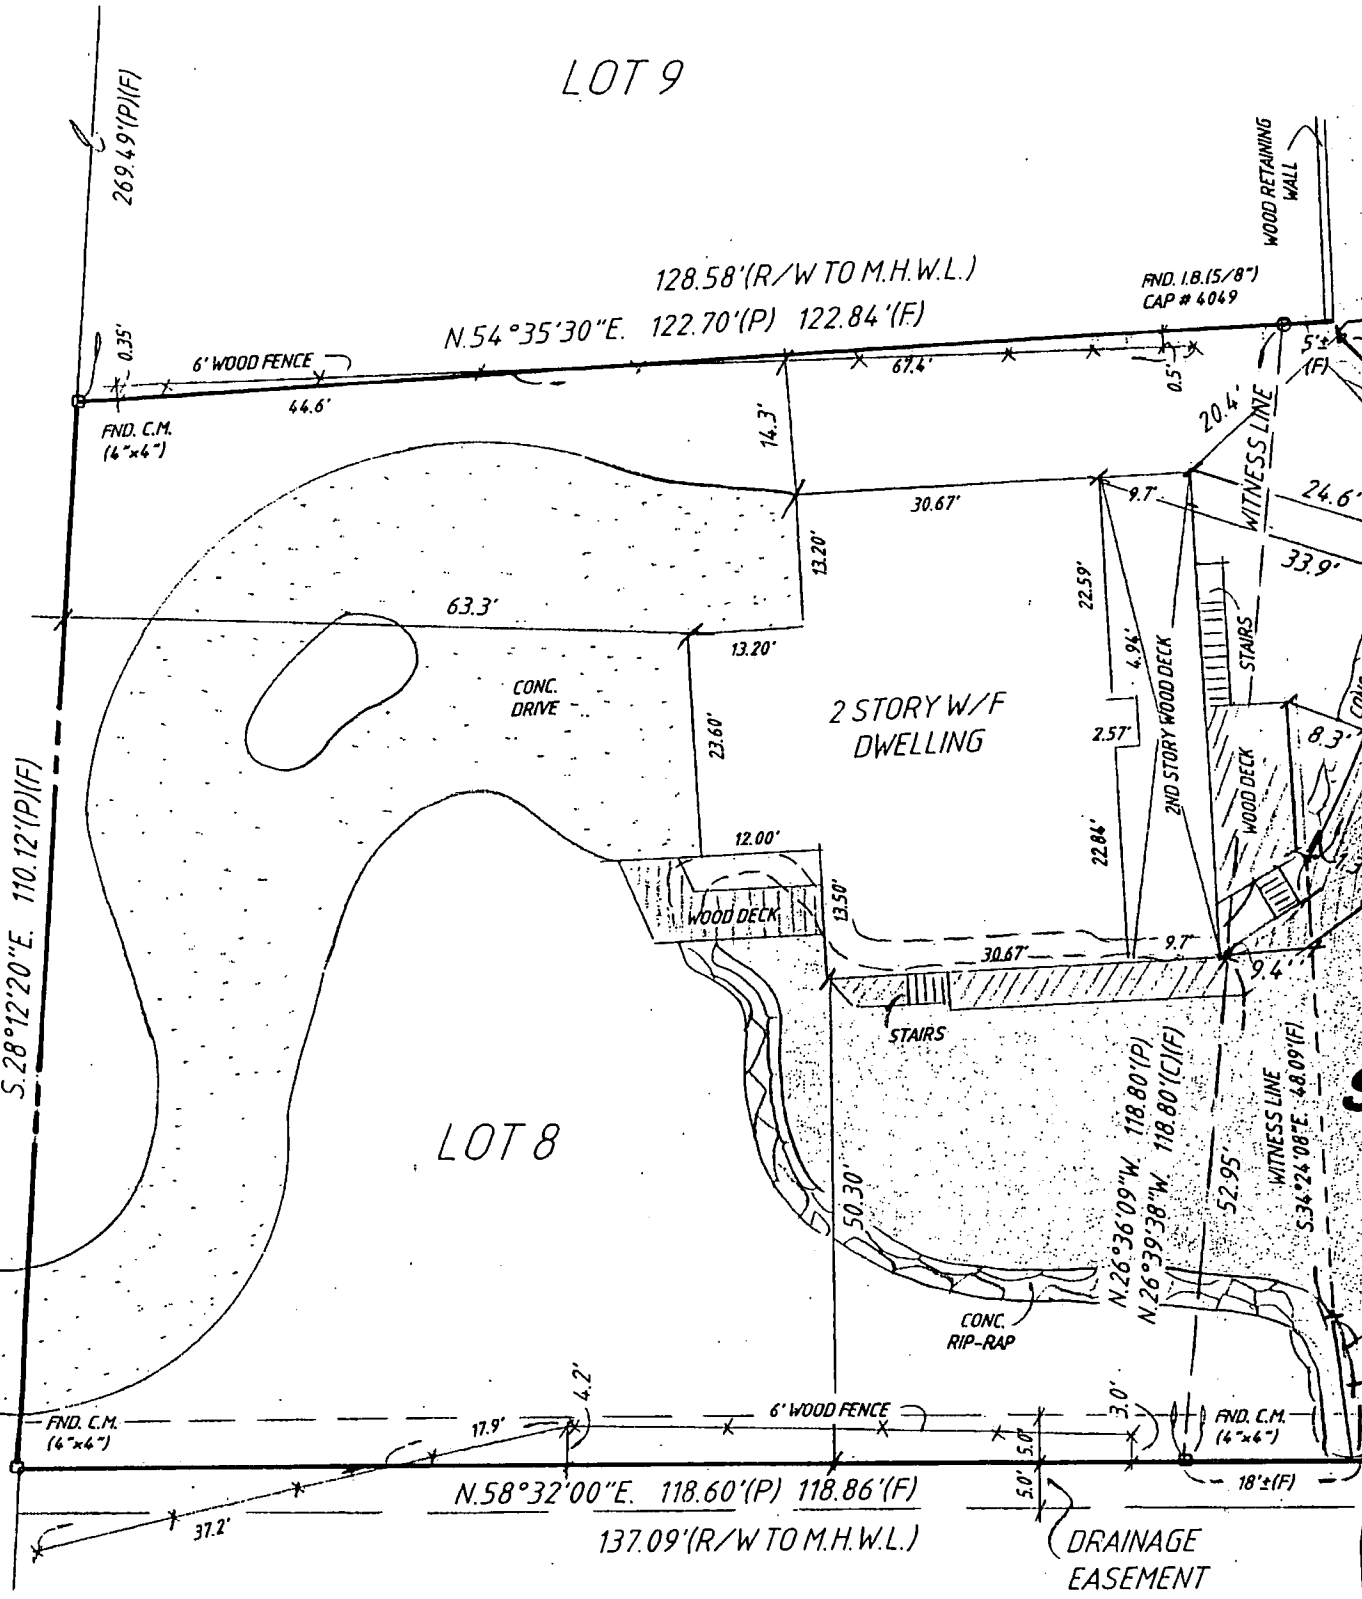 LOT 9
269.49'(P)(F)
WOOD RETAINING
WALL
128.58'(R/W TO M.H.W.L.)
FND. I.B.(5/8")
CAP # 4049
N.54°35'30"E. 122.70'(P) 122.84'(F)
0.35'
6' WOOD FENCE
44.6'
67.4'
0.5'
5'±
(F)
FND. C.M.
(4"x4")
14.3'
20.4'
WITNESS LINE
30.67'
9.7'
24.6'
33.9'
13.20'
22.59'
63.3'
13.20'
4.94'
STAIRS
CONC.
DRIVE
2 STORY W/F
DWELLING
23.60'
2.57'
2ND STORY WOOD DECK
WOOD DECK
8.3'
S.28°12'20"E. 110.12'(P)(F)
12.00'
22.84'
WOOD DECK
13.50'
30.67'
9.7'
9.4'
STAIRS
LOT 8
50.30'
N.26°36'09"W. 118.80'(P)
N.26°39'38"W. 118.80'(C)(F)
52.95'
WITNESS LINE
S.34°24'08"E. 48.09'(F)
CONC.
RIP-RAP
FND. C.M.
(4"x4")
17.9'
4.2'
6' WOOD FENCE
5.0'
3.0'
FND. C.M.
(4"x4")
N.58°32'00"E. 118.60'(P) 118.86'(F)
5.0'
18'±(F)
37.2'
137.09'(R/W TO M.H.W.L.)
DRAINAGE
EASEMENT